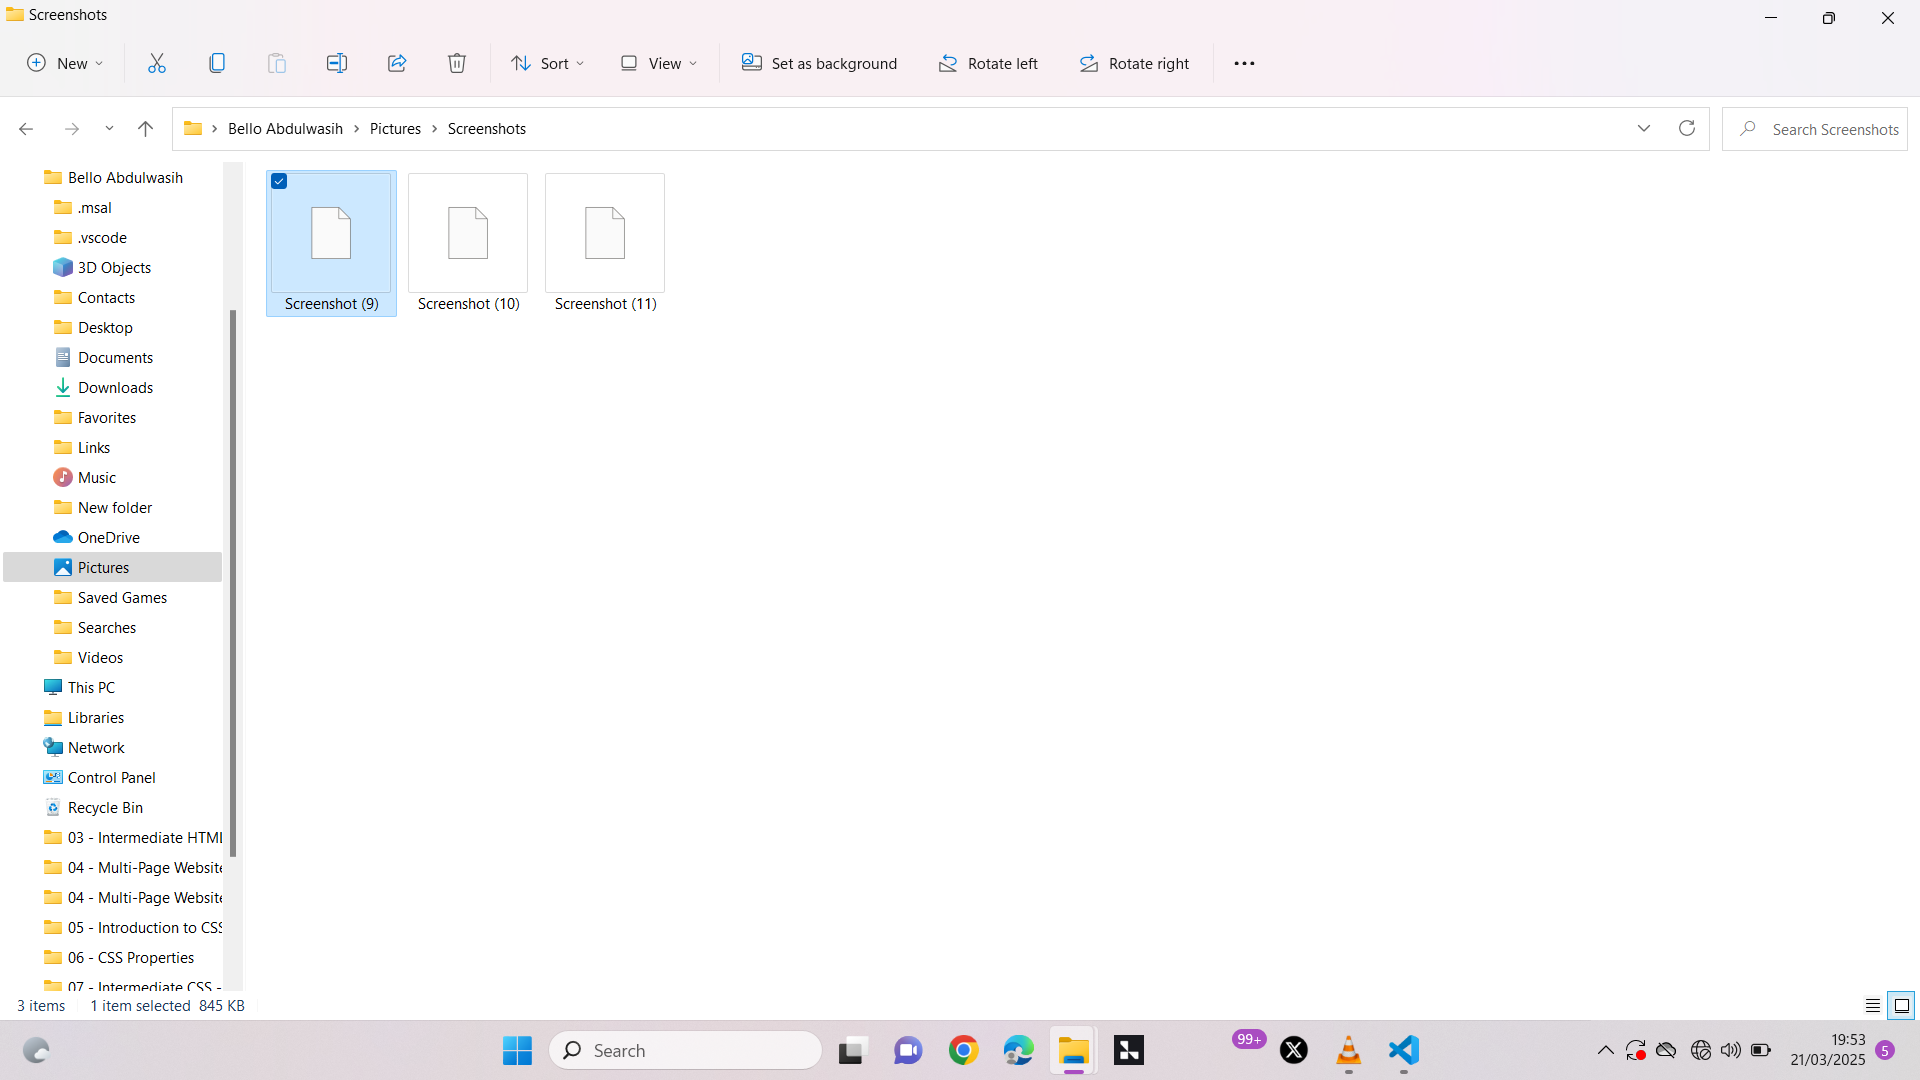 Screenshots
New
Sort
View
Set as background
Rotate left
Rotate right
Bello Abdulwasih
Pictures
Screenshots
Search Screenshots
Bello Abdulwasih
.msal
.vscode
3D Objects
Contacts
Desktop
Documents
Downloads
Favorites
Links
Music
New folder
OneDrive
Pictures
Saved Games
Searches
Videos
This PC
Libraries
Network
Control Panel
Recycle Bin
03 - Intermediate HTML
04 - Multi-Page Website
04 - Multi-Page Website
05 - Introduction to CSS
06 - CSS Properties
07 - Intermediate CSS -
Screenshot (9)
Screenshot (10)
Screenshot (11)
3 items
1 item selected 845 KB
Search
99+
19:53
21/03/2025
5